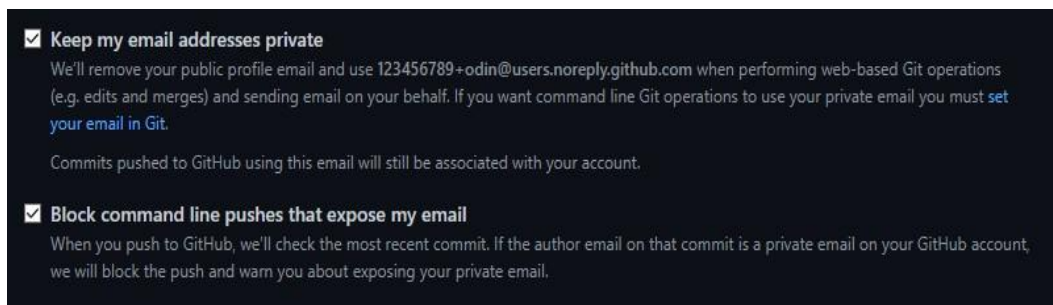 Keep my email addresses private
We'll remove your public profile email and use 123456789+odin@users.noreply.github.com when performing web-based Git operations
(e.g. edits and merges) and sending email on your behalf. If you want command line Git operations to use your private email you must set
your email in Git.
Commits pushed to GitHub using this email will still be associated with your account.
Block command line pushes that expose my email
When you push to GitHub, we'll check the most recent commit. If the author email on that commit is a private email on your GitHub account,
we will block the push and warn you about exposing your private email.